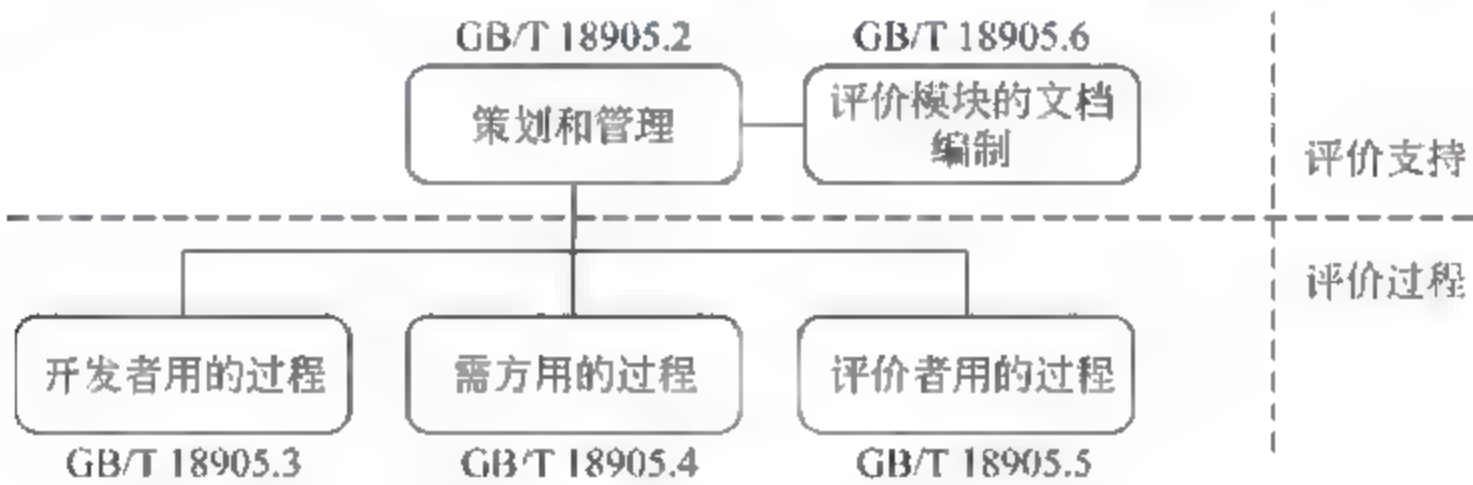 GB/T 18905.2
GB/T 18905.6
策划和管理
评价模块的文档
编制
评价支持
评价过程
开发者用的过程
需方用的过程
评价者用的过程
GB/T 18905.3
GB/T 18905.4
GB/T 18905.5